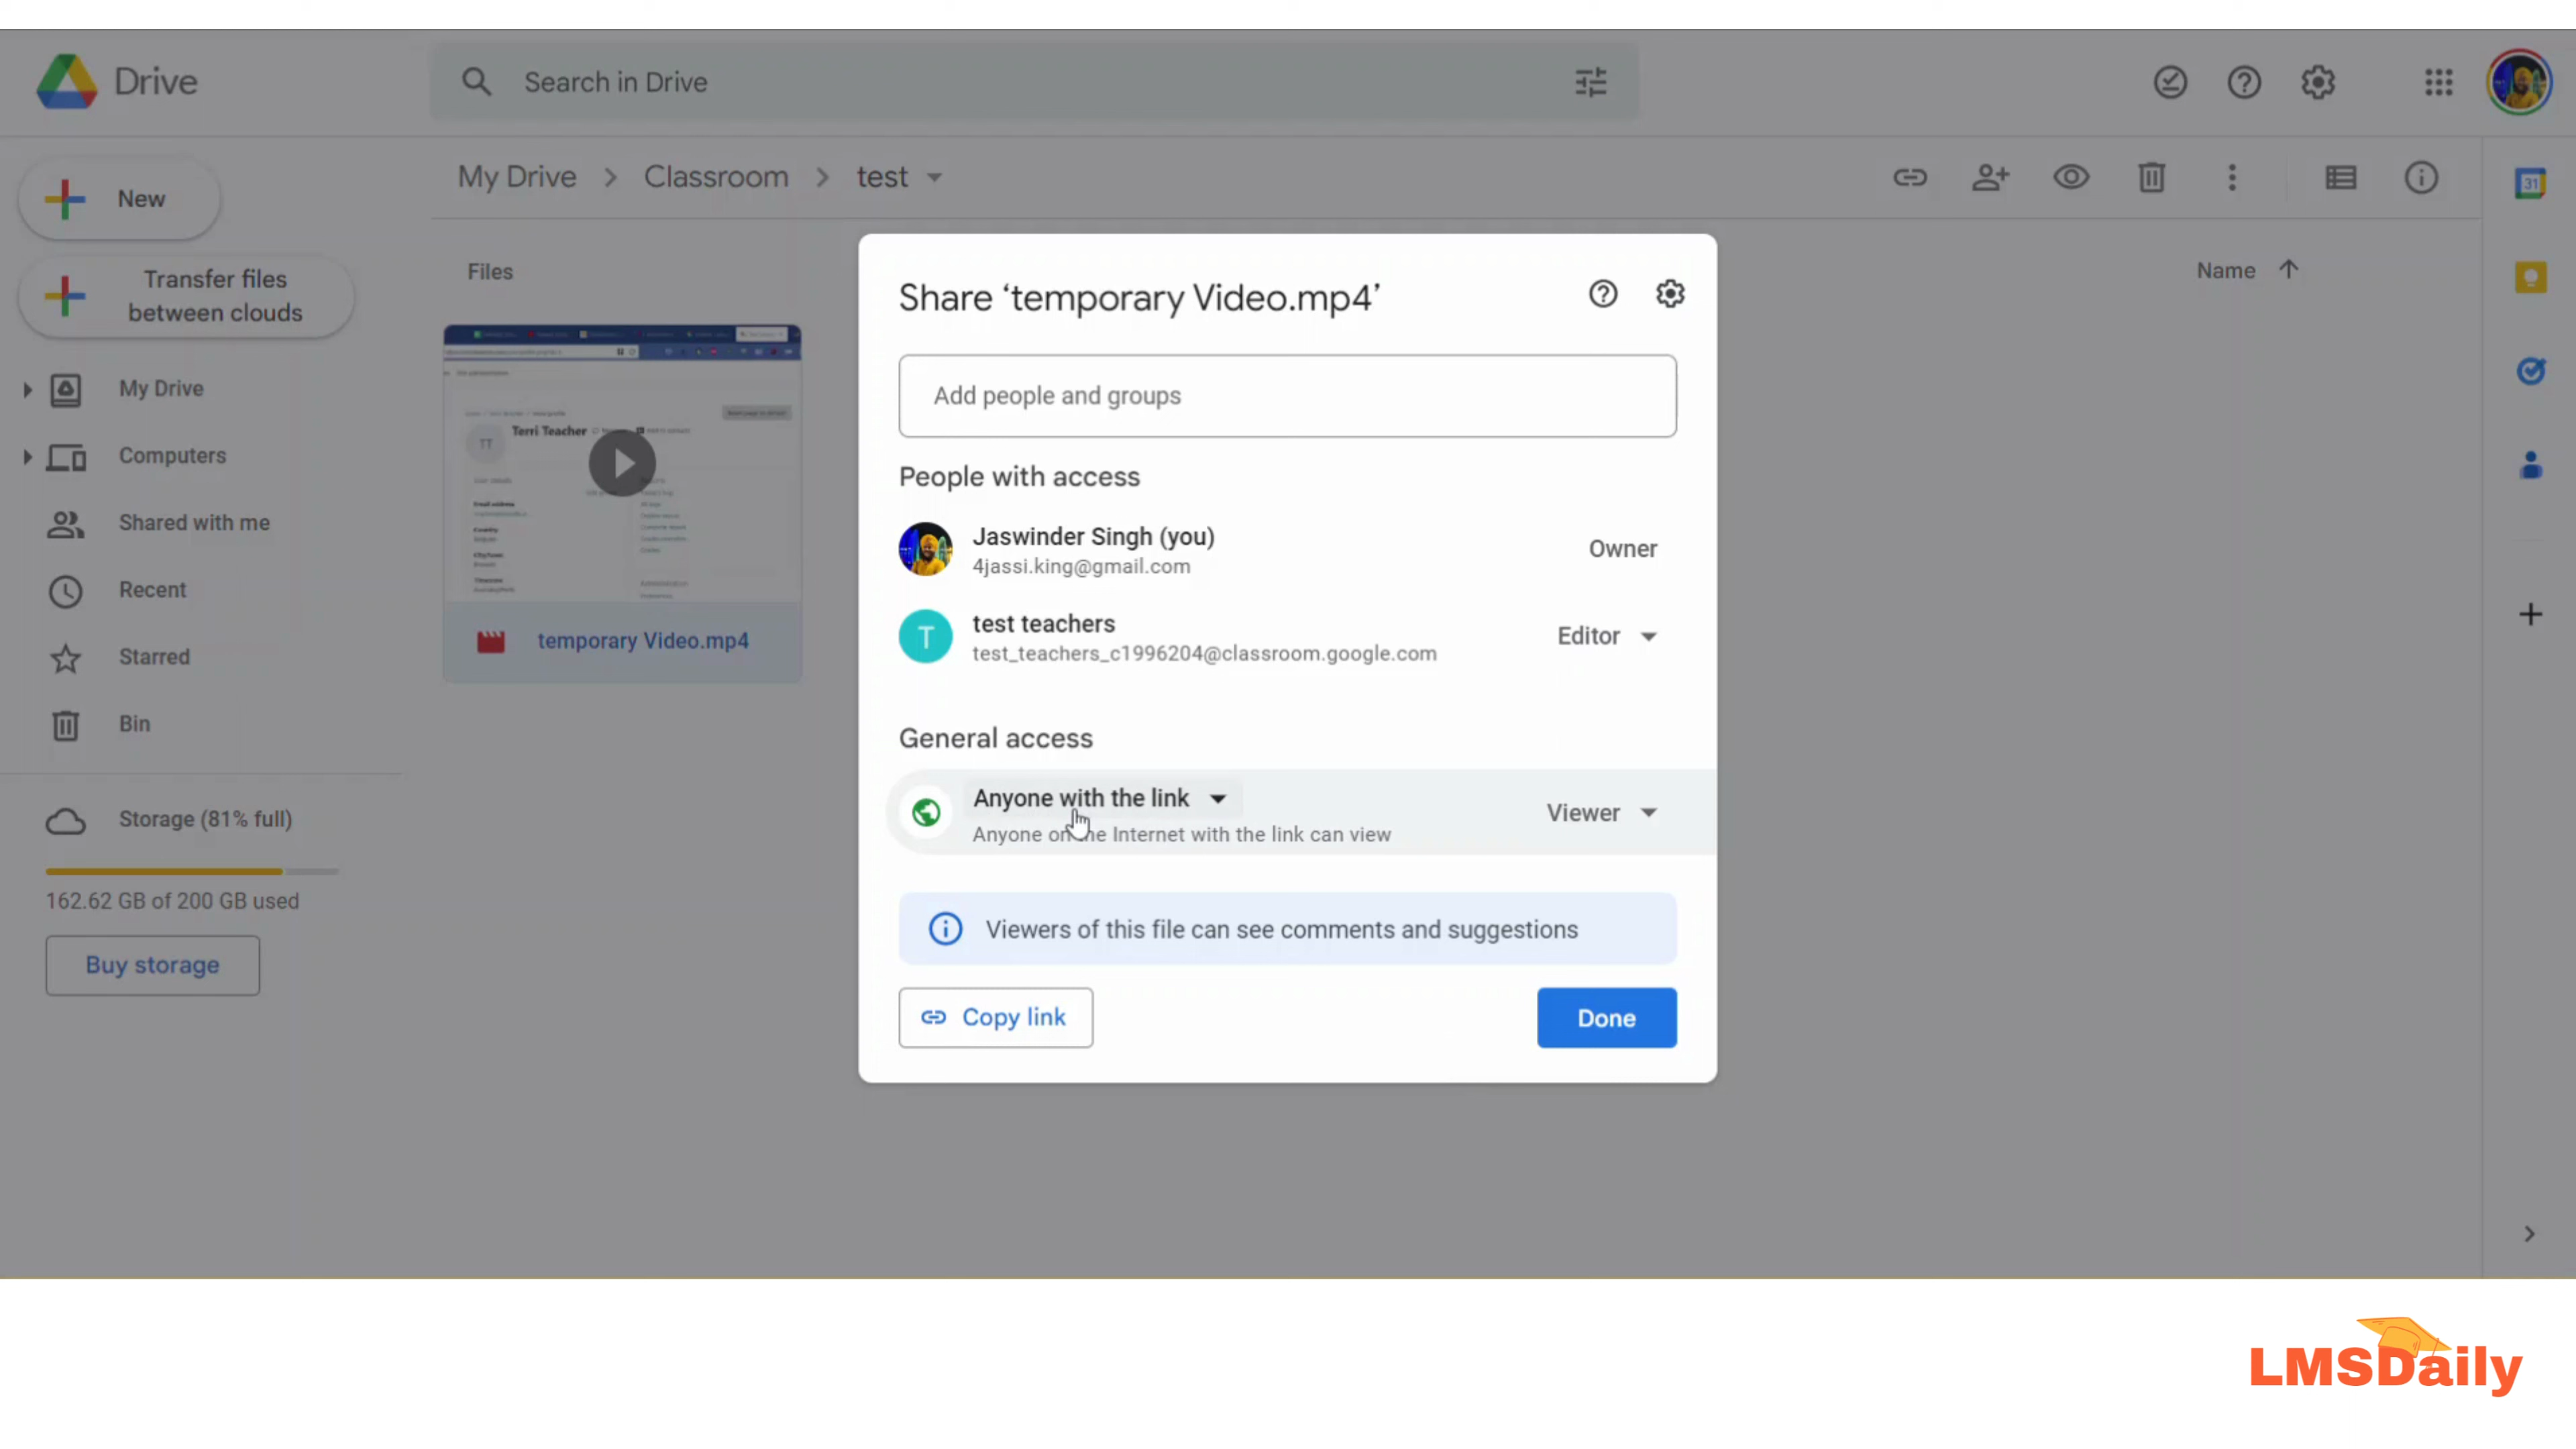 Drive
Search in Drive
New
Transfer files
between clouds
My Drive
Computers
Shared with me
Recent
Starred
Bin
Storage (81% full)
162.62 GB of 200 GB used
Buy storage
My Drive > Classroom > test
31
Files
Name
Terri Teacher
TT
temporary Video.mp4
Share ‘temporary Video.mp4’
Add people and groups
People with access
Jaswinder Singh (you)
4jassi.king@gmail.com
Owner
T
test teachers
test_teachers_c1996204@classroom.google.com
Editor
General access
Anyone with the link
Anyone on the Internet with the link can view
Viewer
Viewers of this file can see comments and suggestions
Copy link
Done
LMSDaily